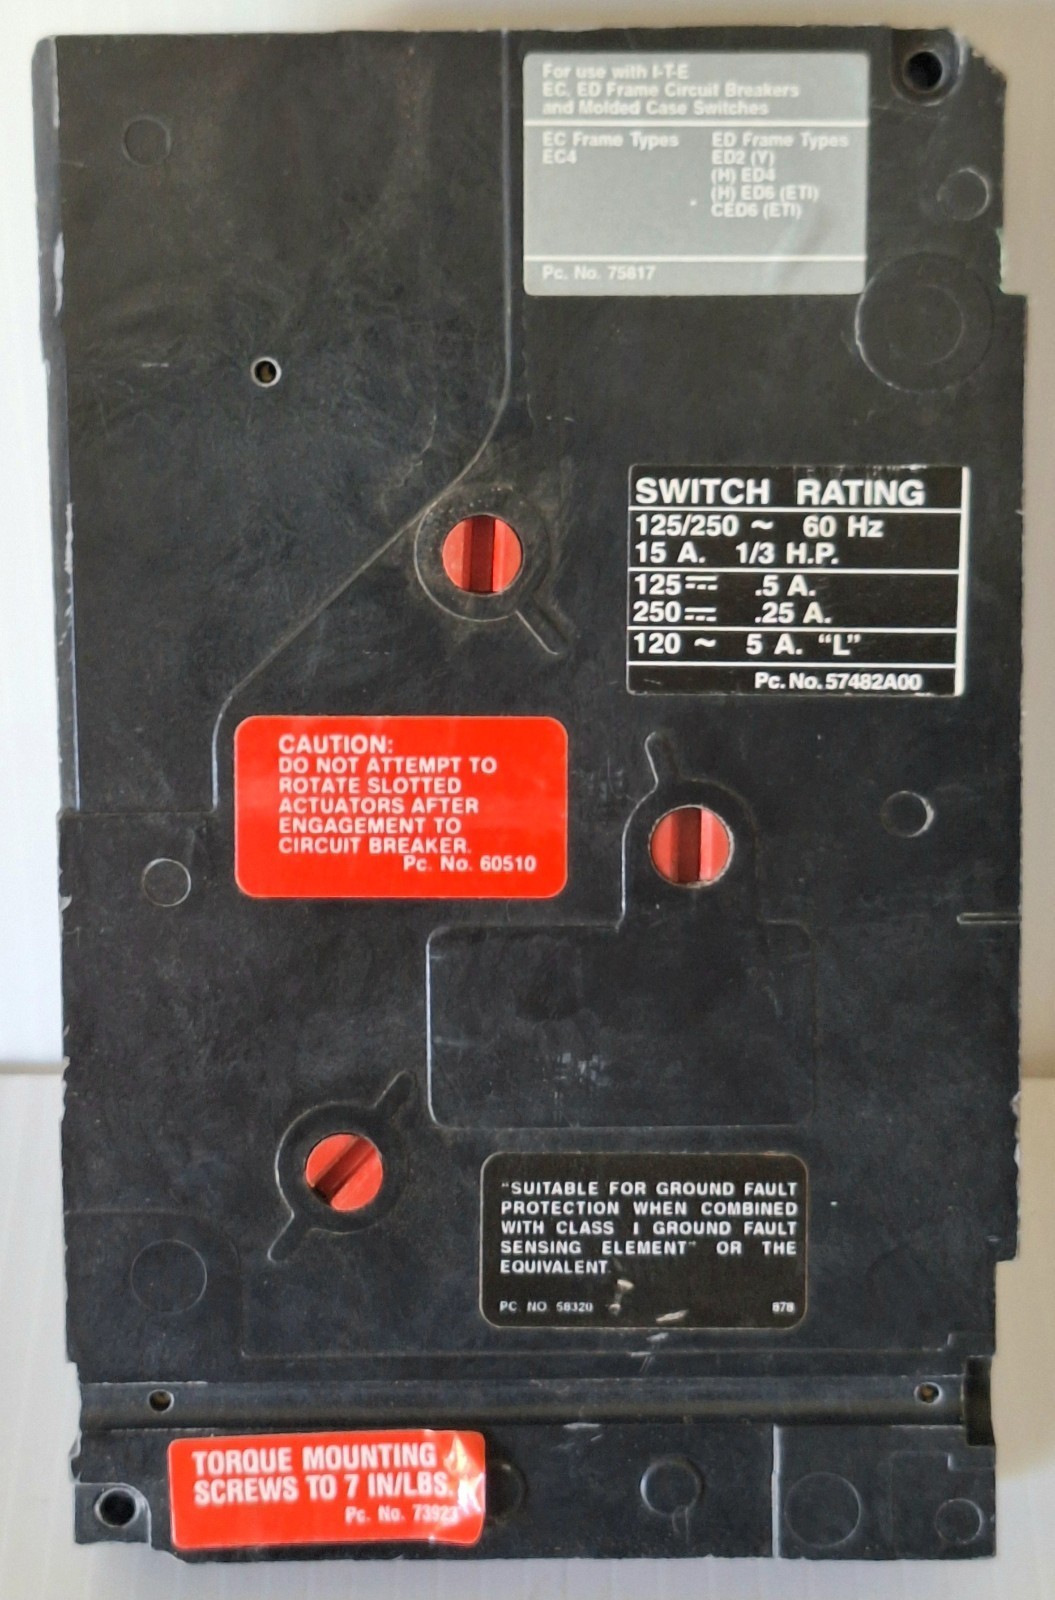 For use with I-T-E
EC, ED Frame Circuit Breakers
and Molded Case Switches
EC Frame Types ED Frame Types
EC4 ED2 (Y)
(H) ED4
(H) ED6 (ETI)
CED6 (ETI)
Pc. No. 75817
SWITCH RATING
125/250 ~ 60 Hz
15 A. 1/3 H.P.
125⎓ .5 A.
250⎓ .25 A.
120 ~ 5 A. “L”
Pc. No. 57482A00
CAUTION:
DO NOT ATTEMPT TO
ROTATE SLOTTED
ACTUATORS AFTER
ENGAGEMENT TO
CIRCUIT BREAKER.
Pc. No. 60510
"SUITABLE FOR GROUND FAULT
PROTECTION WHEN COMBINED
WITH CLASS I GROUND FAULT
SENSING ELEMENT" OR THE
EQUIVALENT
PC. NO 58320 878
TORQUE MOUNTING
SCREWS TO 7 IN/LBS.
Pc. No. 73923